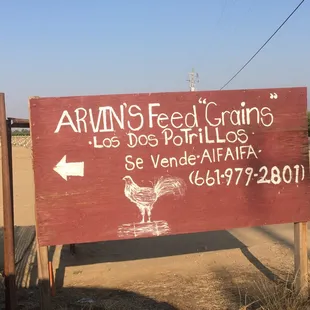 ARVIN'S FEED "GRAINS"
·LOS DOS POTRILLOS·
SE VENDE·AlFAlFA·
(661·979·2801)